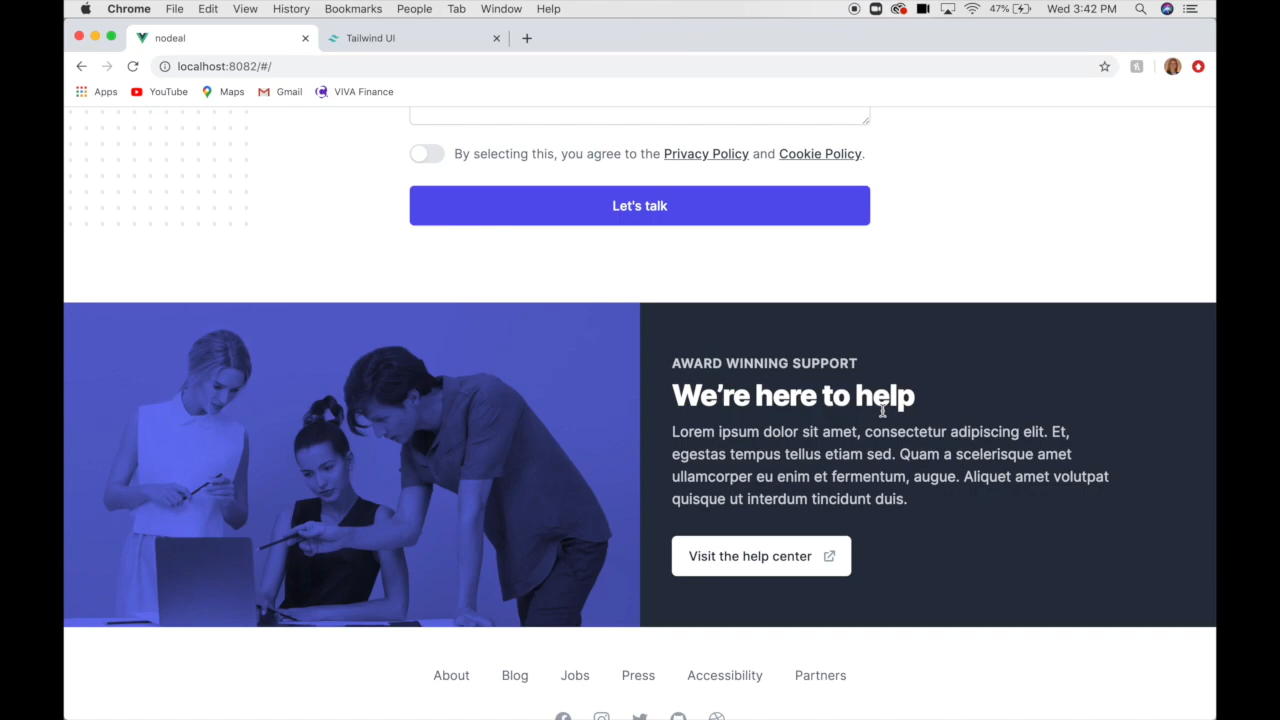 Chrome File Edit View History Bookmarks People Tab Window Help 47% Wed 3:42 PM
nodeal Tailwind UI
localhost:8082/#/
Apps YouTube Maps Gmail VIVA Finance
By selecting this, you agree to the Privacy Policy and Cookie Policy.
Let's talk
AWARD WINNING SUPPORT
We’re here to help
Lorem ipsum dolor sit amet, consectetur adipiscing elit. Et,
egestas tempus tellus etiam sed. Quam a scelerisque amet
ullamcorper eu enim et fermentum, augue. Aliquet amet volutpat
quisque ut interdum tincidunt duis.
Visit the help center
About Blog Jobs Press Accessibility Partners